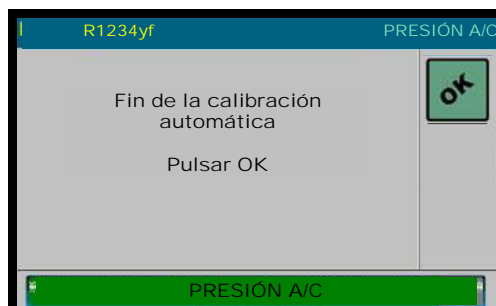 R1234yf PRESIÓN A/C
OK
Fin de la calibración
automática
Pulsar OK
PRESIÓN A/C